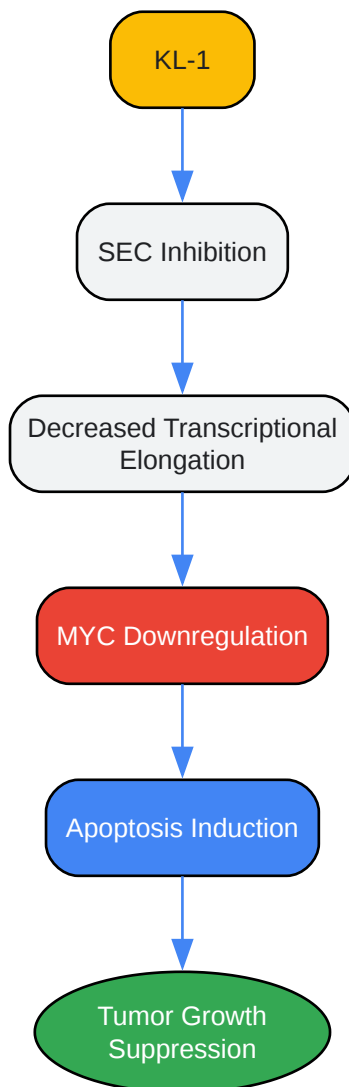 KL-1
SEC Inhibition
Decreased Transcriptional
Elongation
MYC Downregulation
Apoptosis Induction
Tumor Growth
Suppression